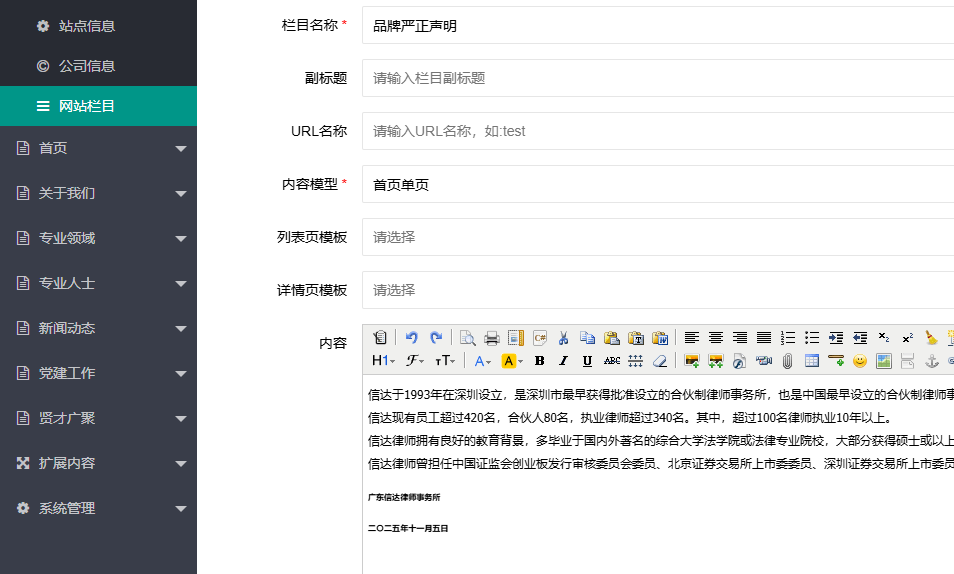 站点信息
公司信息
网站栏目
首页
关于我们
专业领域
专业人士
新闻动态
党建工作
贤才广聚
扩展内容
系统管理
栏目名称 *
品牌严正声明
副标题
请输入栏目副标题
URL名称
请输入URL名称，如:test
内容模型 *
首页单页
列表页模板
请选择
详情页模板
请选择
内容
信达于1993年在深圳设立，是深圳市最早获得批准设立的合伙制律师事务所，也是中国最早设立的合伙制律师事
信达现有员工超过420名，合伙人80名，执业律师超过340名。其中，超过100名律师执业10年以上。
信达律师拥有良好的教育背景，多毕业于国内外著名的综合大学法学院或法律专业院校，大部分获得硕士或以上
信达律师曾担任中国证监会创业板发行审核委员会委员、北京证券交易所上市委委员、深圳证券交易所上市委员
广东信达律师事务所
二〇二五年十一月五日